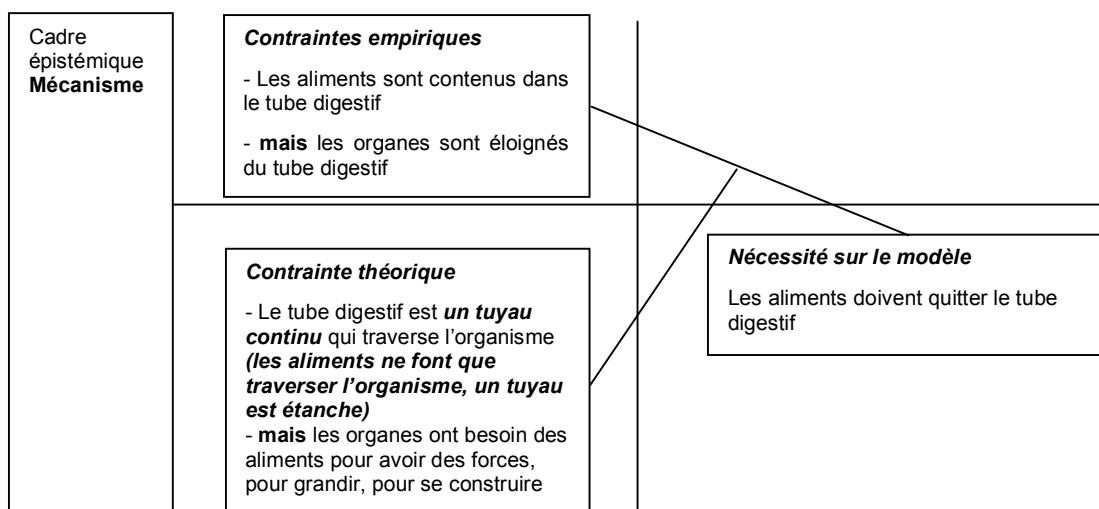 Cadre
épistémique
Mécanisme
Contraintes empiriques
- Les aliments sont contenus dans
le tube digestif
- mais les organes sont éloignés
du tube digestif
Contrainte théorique
- Le tube digestif est un tuyau
continu qui traverse l’organisme
(les aliments ne font que
traverser l’organisme, un tuyau
est étanche)
- mais les organes ont besoin des
aliments pour avoir des forces,
pour grandir, pour se construire
Nécessité sur le modèle
Les aliments doivent quitter le tube
digestif